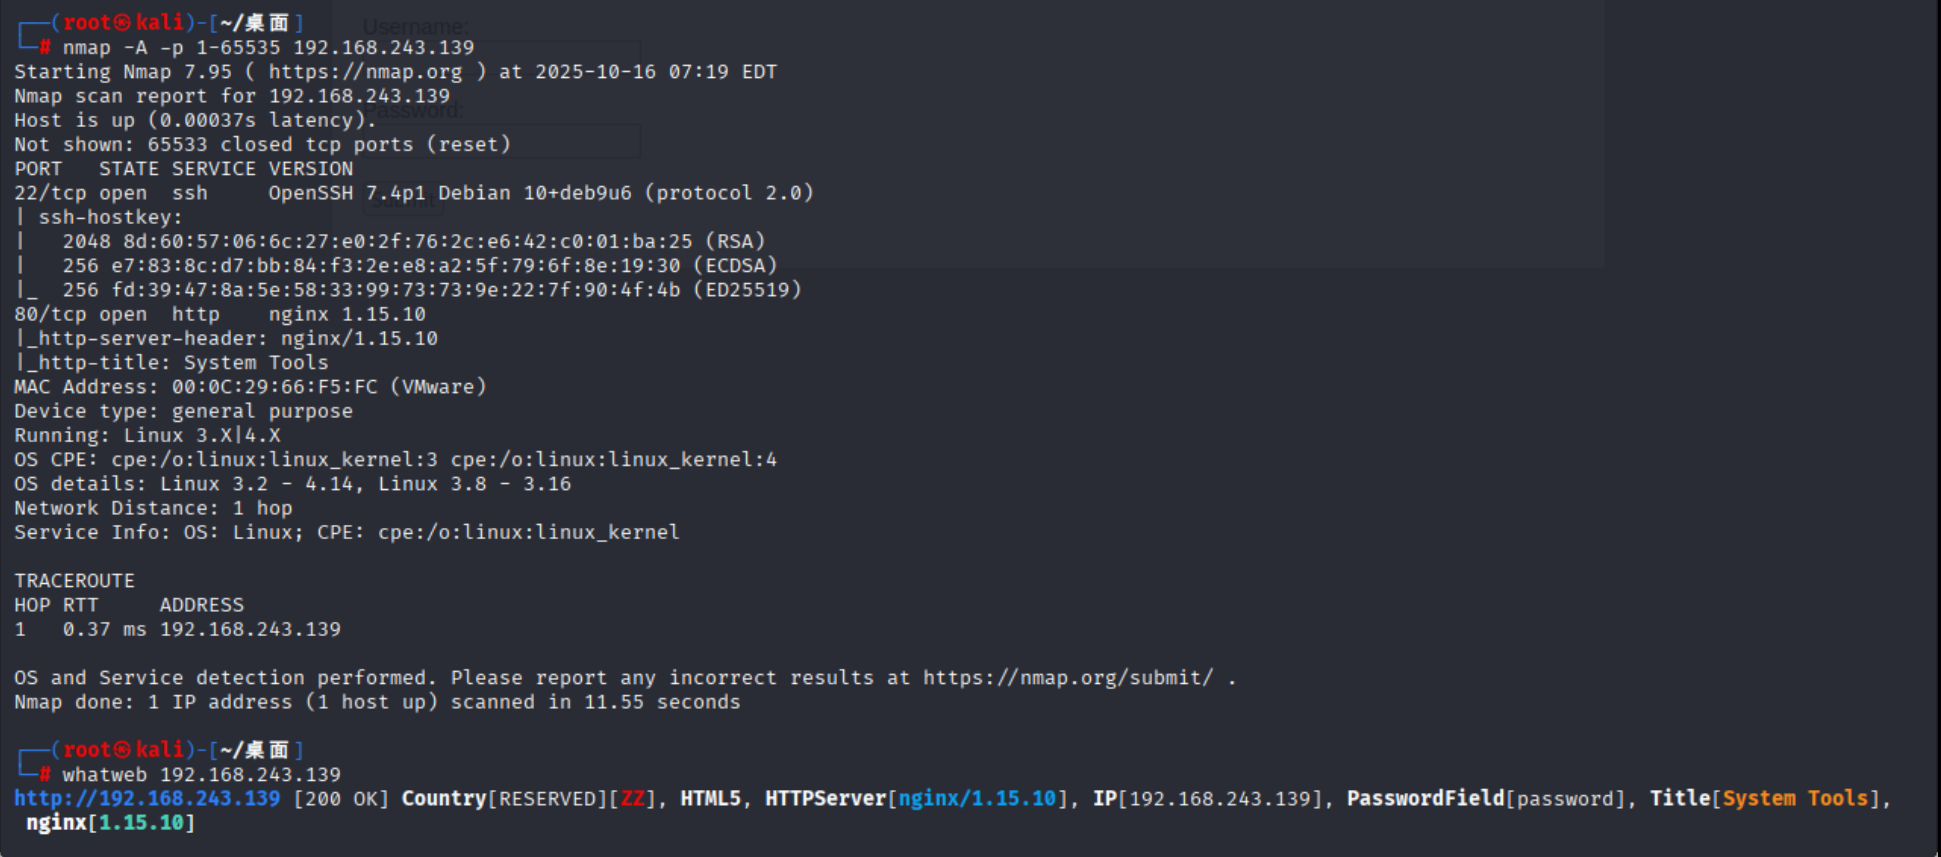 ┌──(root㉿kali)-[~/桌面]
└─# nmap -A -p 1-65535 192.168.243.139
Starting Nmap 7.95 ( https://nmap.org ) at 2025-10-16 07:19 EDT
Nmap scan report for 192.168.243.139
Host is up (0.00037s latency).
Not shown: 65533 closed tcp ports (reset)
PORT   STATE SERVICE VERSION
22/tcp open  ssh     OpenSSH 7.4p1 Debian 10+deb9u6 (protocol 2.0)
| ssh-hostkey:
|   2048 8d:60:57:06:6c:27:e0:2f:76:2c:e6:42:c0:01:ba:25 (RSA)
|   256 e7:83:8c:d7:bb:84:f3:2e:e8:a2:5f:79:6f:8e:19:30 (ECDSA)
|_  256 fd:39:47:8a:5e:58:33:99:73:73:9e:22:7f:90:4f:4b (ED25519)
80/tcp open  http    nginx 1.15.10
|_http-server-header: nginx/1.15.10
|_http-title: System Tools
MAC Address: 00:0C:29:66:F5:FC (VMware)
Device type: general purpose
Running: Linux 3.X|4.X
OS CPE: cpe:/o:linux:linux_kernel:3 cpe:/o:linux:linux_kernel:4
OS details: Linux 3.2 - 4.14, Linux 3.8 - 3.16
Network Distance: 1 hop
Service Info: OS: Linux; CPE: cpe:/o:linux:linux_kernel
TRACEROUTE
HOP RTT     ADDRESS
1   0.37 ms 192.168.243.139
OS and Service detection performed. Please report any incorrect results at https://nmap.org/submit/ .
Nmap done: 1 IP address (1 host up) scanned in 11.55 seconds
┌──(root㉿kali)-[~/桌面]
└─# whatweb 192.168.243.139
http://192.168.243.139 [200 OK] Country[RESERVED][ZZ], HTML5, HTTPServer[nginx/1.15.10], IP[192.168.243.139], PasswordField[password], Title[System Tools],
nginx[1.15.10]
Username:
Password: